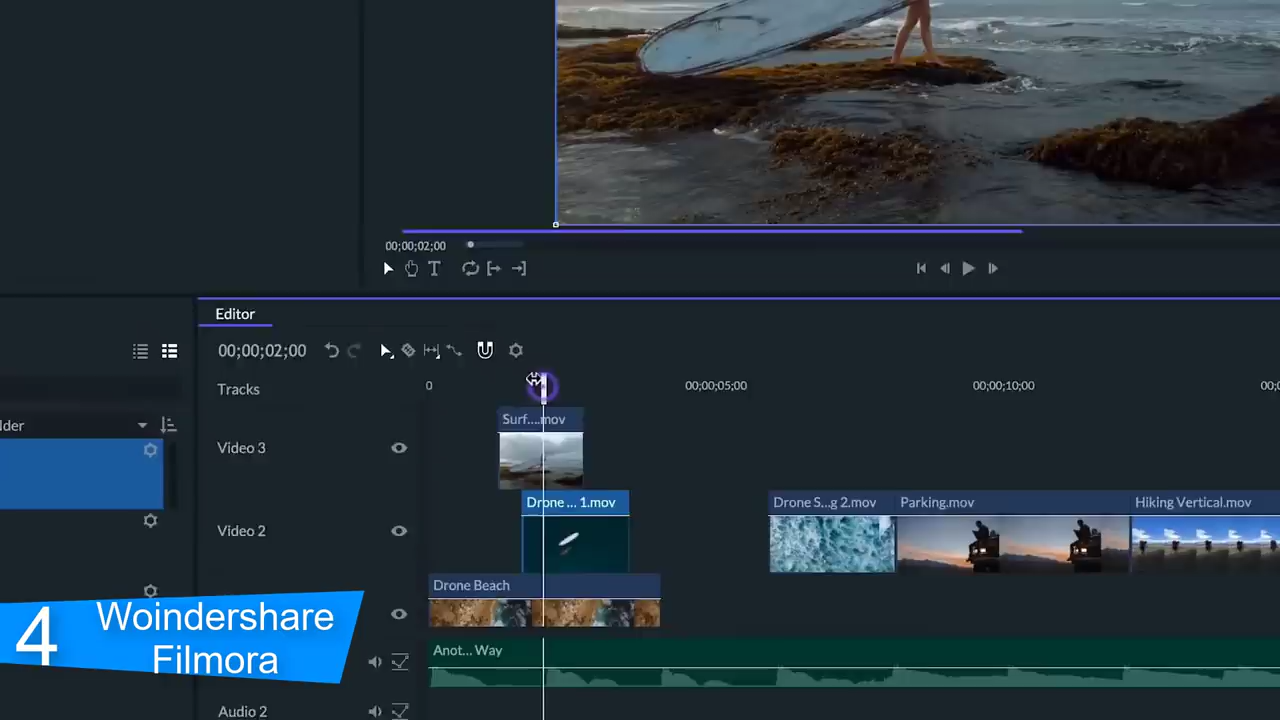 00;00;02;00
Editor
00;00;02;00
Tracks
0
00;00;05;00
00;00;10;00
lder
Surf....mov
Video 3
Drone ... 1.mov
Drone S...g 2.mov
Parking.mov
Hiking Vertical.mov
Video 2
Drone Beach
4
Woindershare
Filmora
Anot... Way
Audio 2